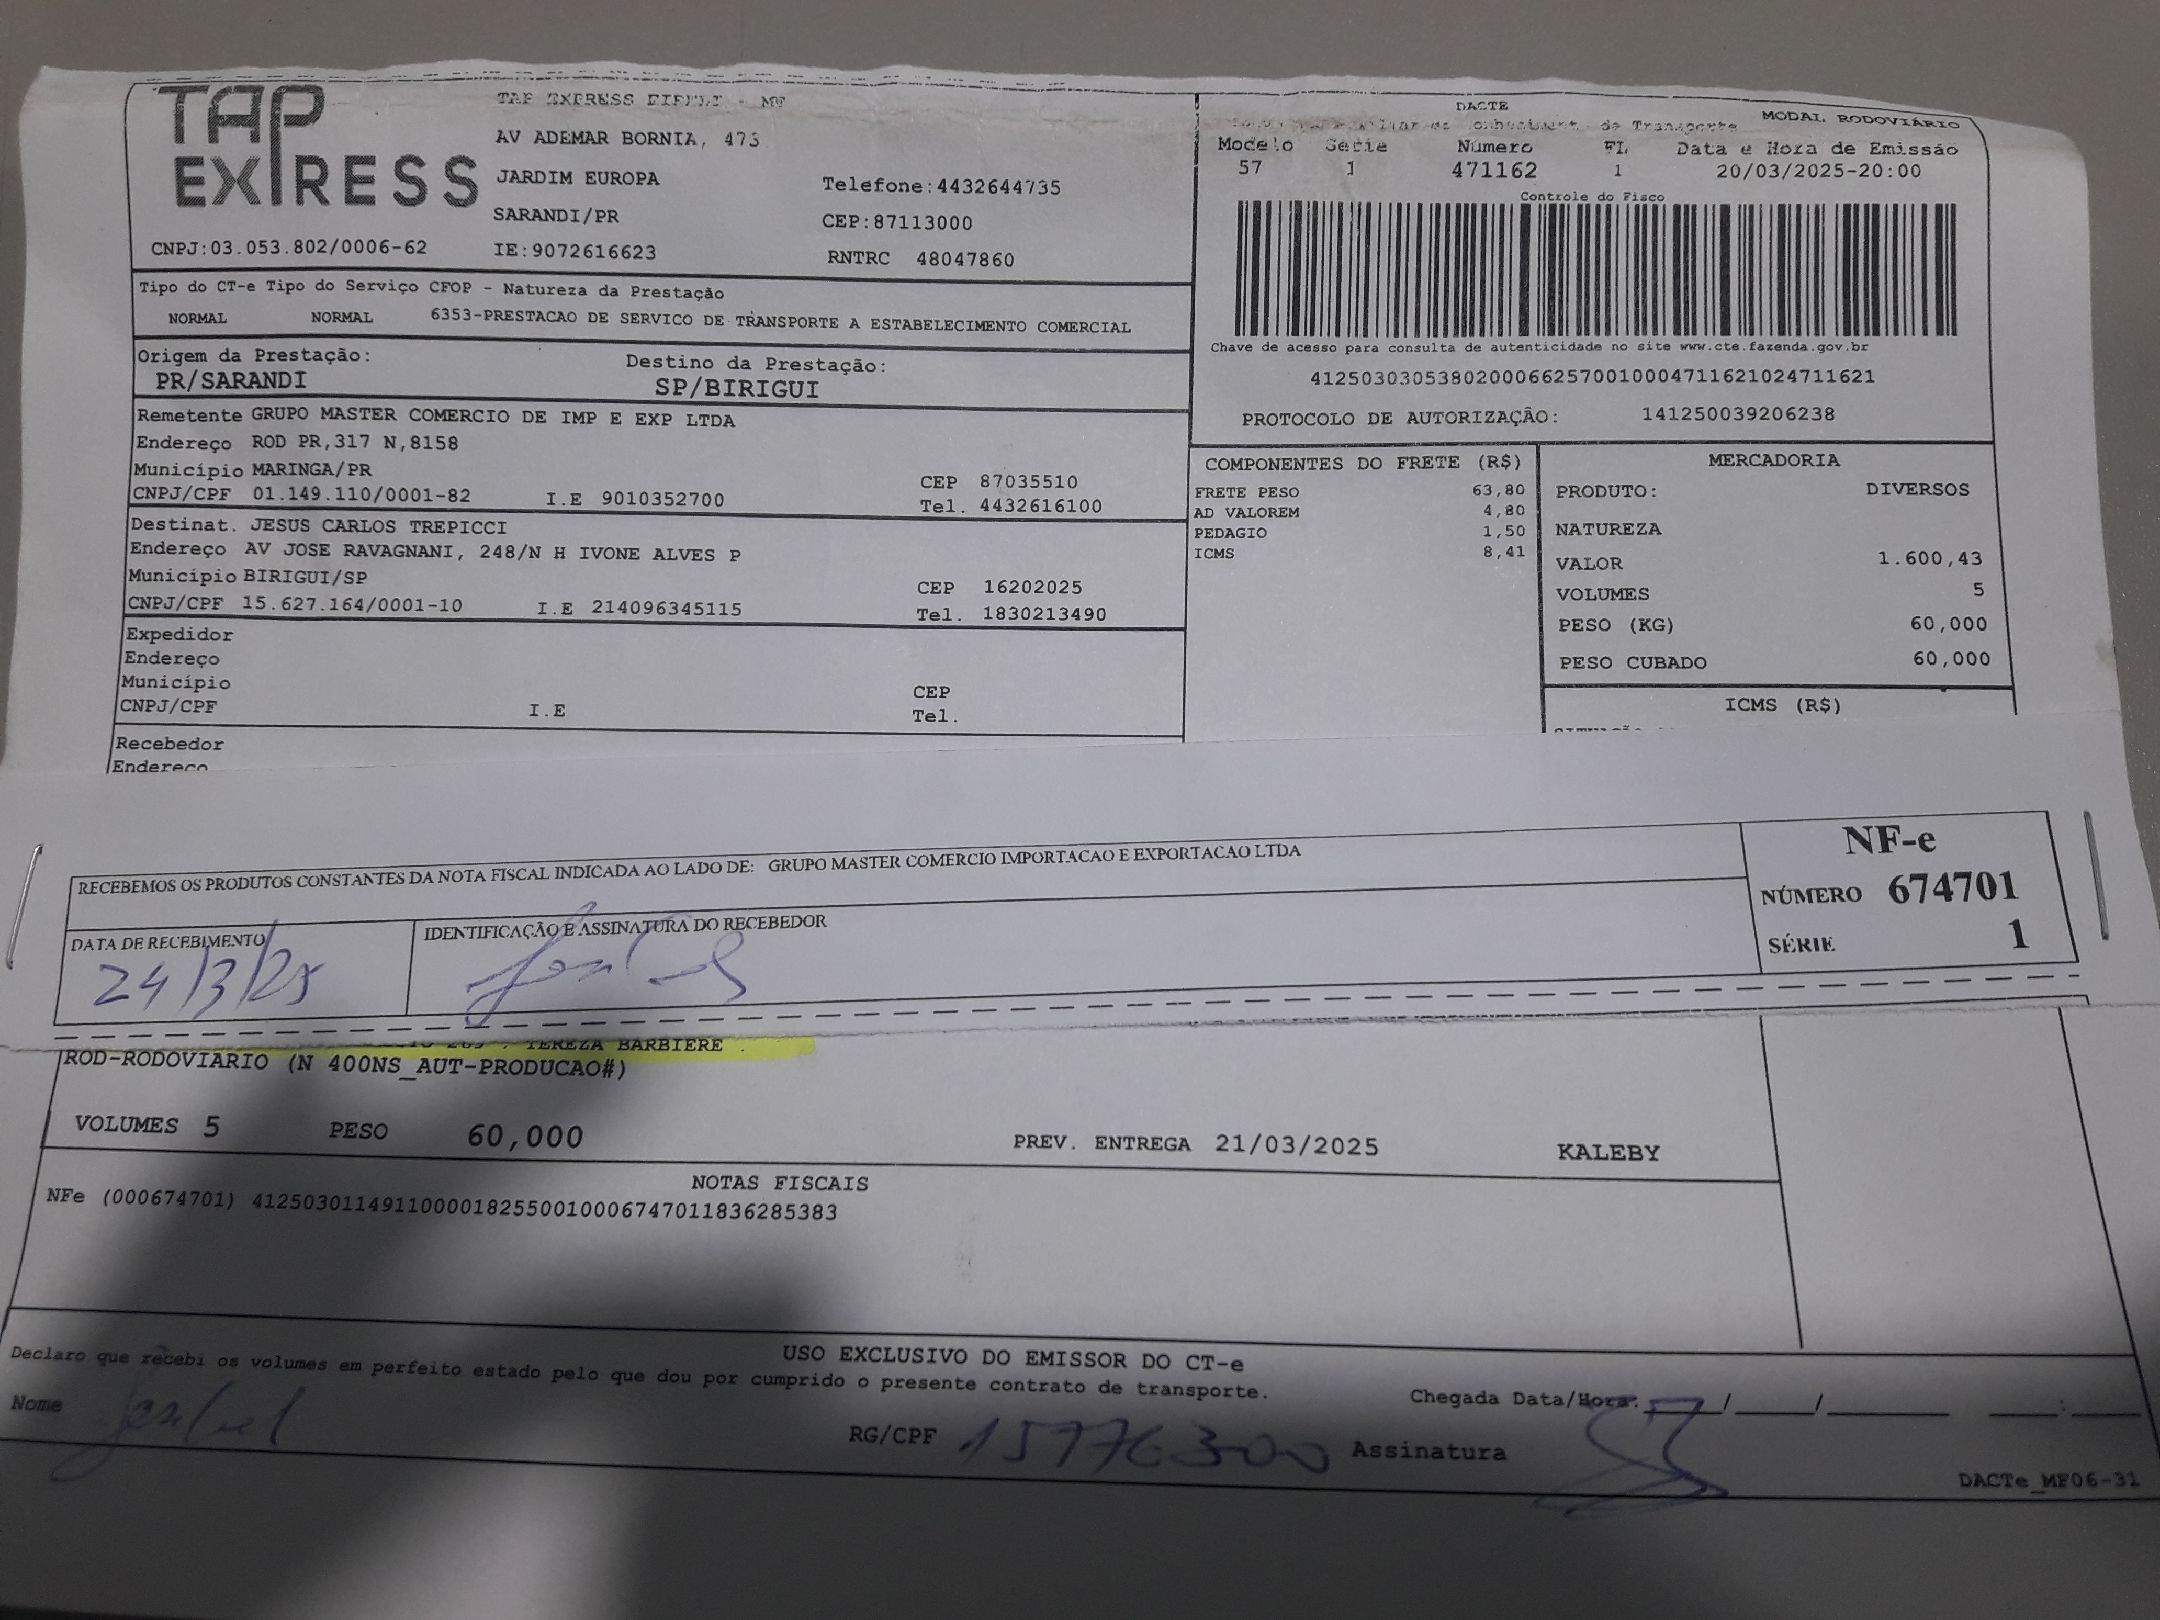 TAP
EXPRESS
TAP EXPRESS EIRELI - MF
AV ADEMAR BORNIA, 473
JARDIM EUROPA
Telefone:4432644735
SARANDI/PR
CEP:87113000
CNPJ:03.053.802/0006-62
IE:9072616623
RNTRC 48047860
DACTE
MODAL RODOVIÁRIO
de Transporte
Modelo Série Número FL Data e Hora de Emissão
57 1 471162 1 20/03/2025-20:00
Controle do Fisco
Chave de acesso para consulta de autenticidade no site www.cte.fazenda.gov.br
41250303053802000662570010004711621024711621
PROTOCOLO DE AUTORIZAÇÃO: 141250039206238
Tipo do CT-e Tipo do Serviço CFOP - Natureza da Prestação
NORMAL NORMAL 6353-PRESTACAO DE SERVICO DE TRANSPORTE A ESTABELECIMENTO COMERCIAL
Origem da Prestação: Destino da Prestação:
PR/SARANDI SP/BIRIGUI
Remetente GRUPO MASTER COMERCIO DE IMP E EXP LTDA
Endereço ROD PR,317 N,8158
Município MARINGA/PR CEP 87035510
CNPJ/CPF 01.149.110/0001-82 I.E 9010352700 Tel. 4432616100
Destinat. JESUS CARLOS TREPICCI
Endereço AV JOSE RAVAGNANI, 248/N H IVONE ALVES P
Município BIRIGUI/SP CEP 16202025
CNPJ/CPF 15.627.164/0001-10 I.E 214096345115 Tel. 1830213490
Expedidor
Endereço
Município CEP
CNPJ/CPF I.E Tel.
Recebedor
Endereço
COMPONENTES DO FRETE (R$)
FRETE PESO 63,80
AD VALOREM 4,80
PEDAGIO 1,50
ICMS 8,41
MERCADORIA
PRODUTO: DIVERSOS
NATUREZA
VALOR 1.600,43
VOLUMES 5
PESO (KG) 60,000
PESO CUBADO 60,000
ICMS (R$)
RECEBEMOS OS PRODUTOS CONSTANTES DA NOTA FISCAL INDICADA AO LADO DE: GRUPO MASTER COMERCIO IMPORTACAO E EXPORTACAO LTDA
DATA DE RECEBIMENTO
24/3/25
IDENTIFICAÇÃO E ASSINATURA DO RECEBEDOR
NF-e
NÚMERO 674701
SÉRIE 1
TEREZA BARBIERE .
ROD-RODOVIARIO (N 400NS_AUT-PRODUCAO#)
VOLUMES 5 PESO 60,000 PREV. ENTREGA 21/03/2025 KALEBY
NOTAS FISCAIS
NFe (000674701) 41250301149110000182550010006747011836285383
USO EXCLUSIVO DO EMISSOR DO CT-e
Declaro que recebi os volumes em perfeito estado pelo que dou por cumprido o presente contrato de transporte.
Chegada Data/Hora: ____/____/______ ____:____
Nome
RG/CPF 15776300 Assinatura
DACTe_MF06-31